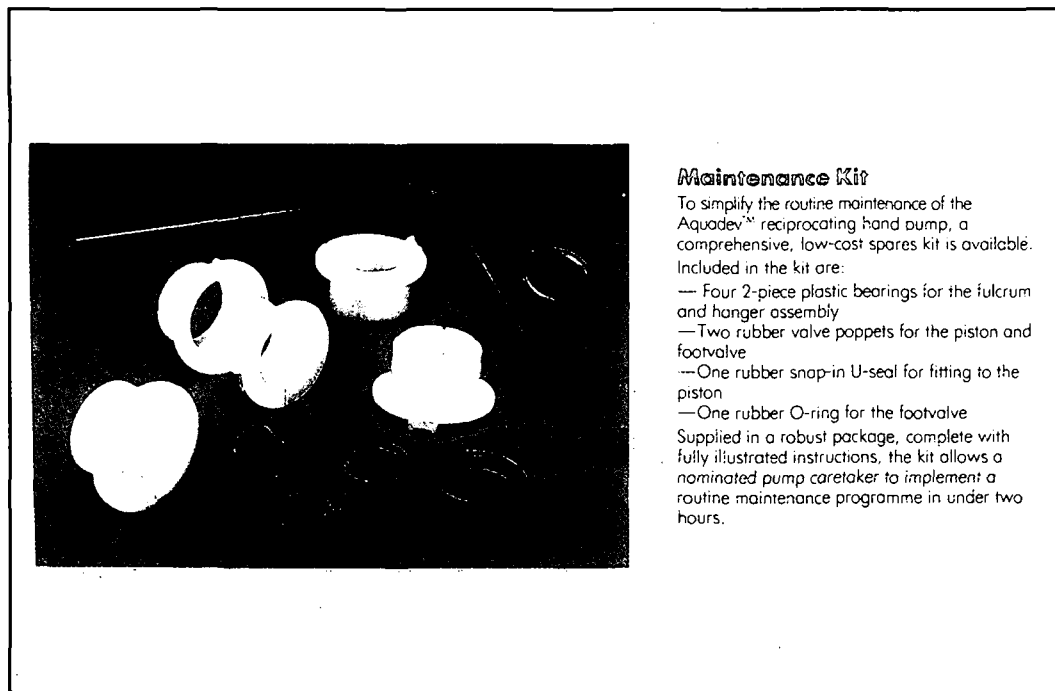 Maintenance Kit
To simplify the routine maintenance of the
Aquadev™ reciprocating hand pump, a
comprehensive, low-cost spares kit is available.
Included in the kit are:
— Four 2-piece plastic bearings for the fulcrum
and hanger assembly
—Two rubber valve poppets for the piston and
footvalve
—One rubber snap-in U-seal for fitting to the
piston
—One rubber O-ring for the footvalve
Supplied in a robust package, complete with
fully illustrated instructions, the kit allows a
nominated pump caretaker to implement a
routine maintenance programme in under two
hours.